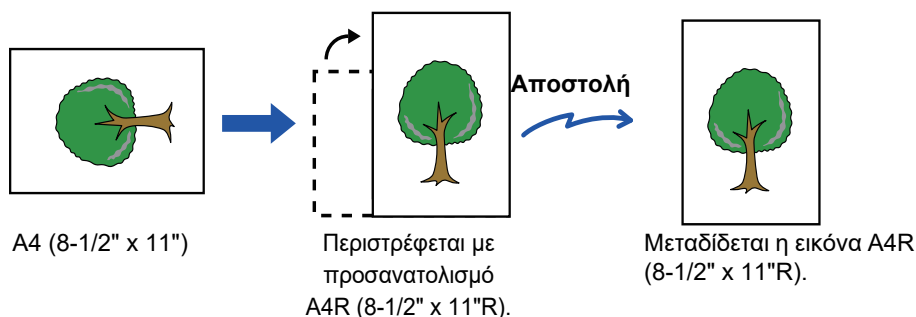 Αποστολή
A4 (8-1/2" x 11")
Περιστρέφεται με
προσανατολισμό
A4R (8-1/2" x 11"R).
Μεταδίδεται η εικόνα A4R
(8-1/2" x 11"R).